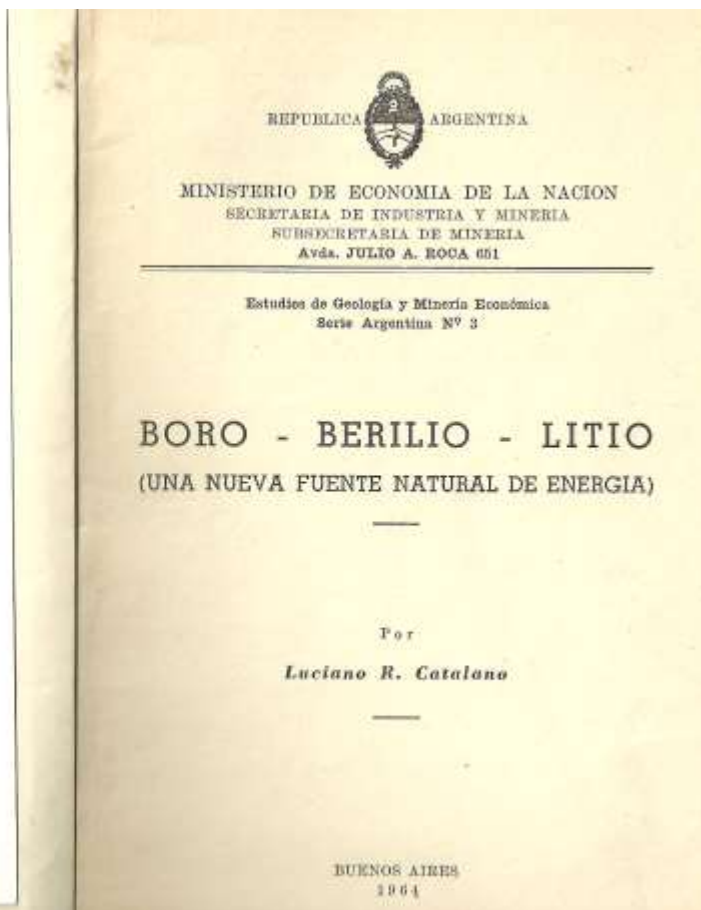 REPUBLICA ARGENTINA
MINISTERIO DE ECONOMIA DE LA NACION
SECRETARIA DE INDUSTRIA Y MINERIA
SUBSECRETARIA DE MINERIA
Avda. JULIO A. ROCA 651
Estudios de Geología y Minería Económica
Serie Argentina Nº 3
BORO - BERILIO - LITIO
(UNA NUEVA FUENTE NATURAL DE ENERGIA)
Por
Luciano R. Catalano
BUENOS AIRES
1964